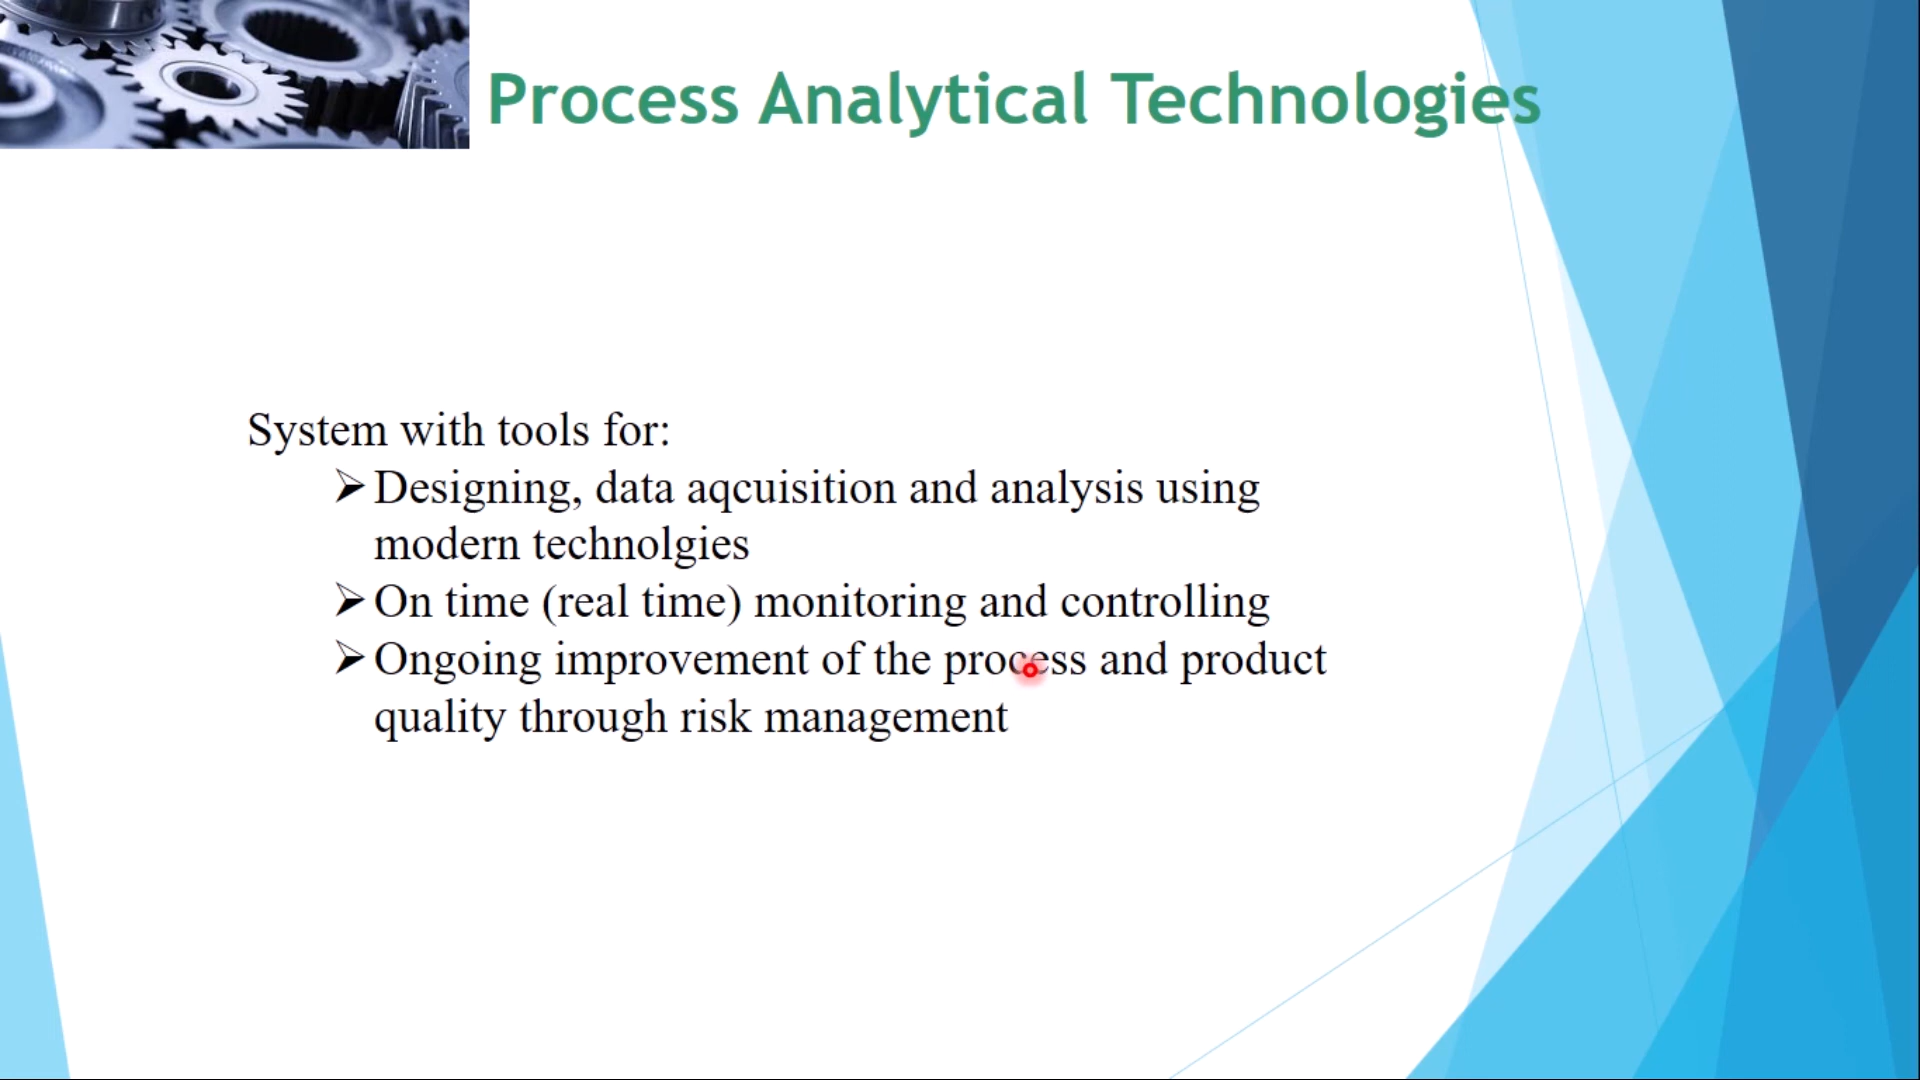 Process Analytical Technologies
System with tools for:
➢ Designing, data aqcuisition and analysis using
modern technolgies
➢ On time (real time) monitoring and controlling
➢ Ongoing improvement of the process and product
quality through risk management